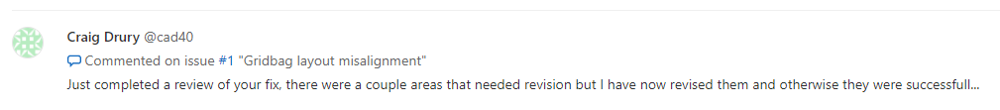 Craig Drury @cad40
Commented on issue #1 "Gridbag layout misalignment"
Just completed a review of your fix, there were a couple areas that needed revision but I have now revised them and otherwise they were successfull...